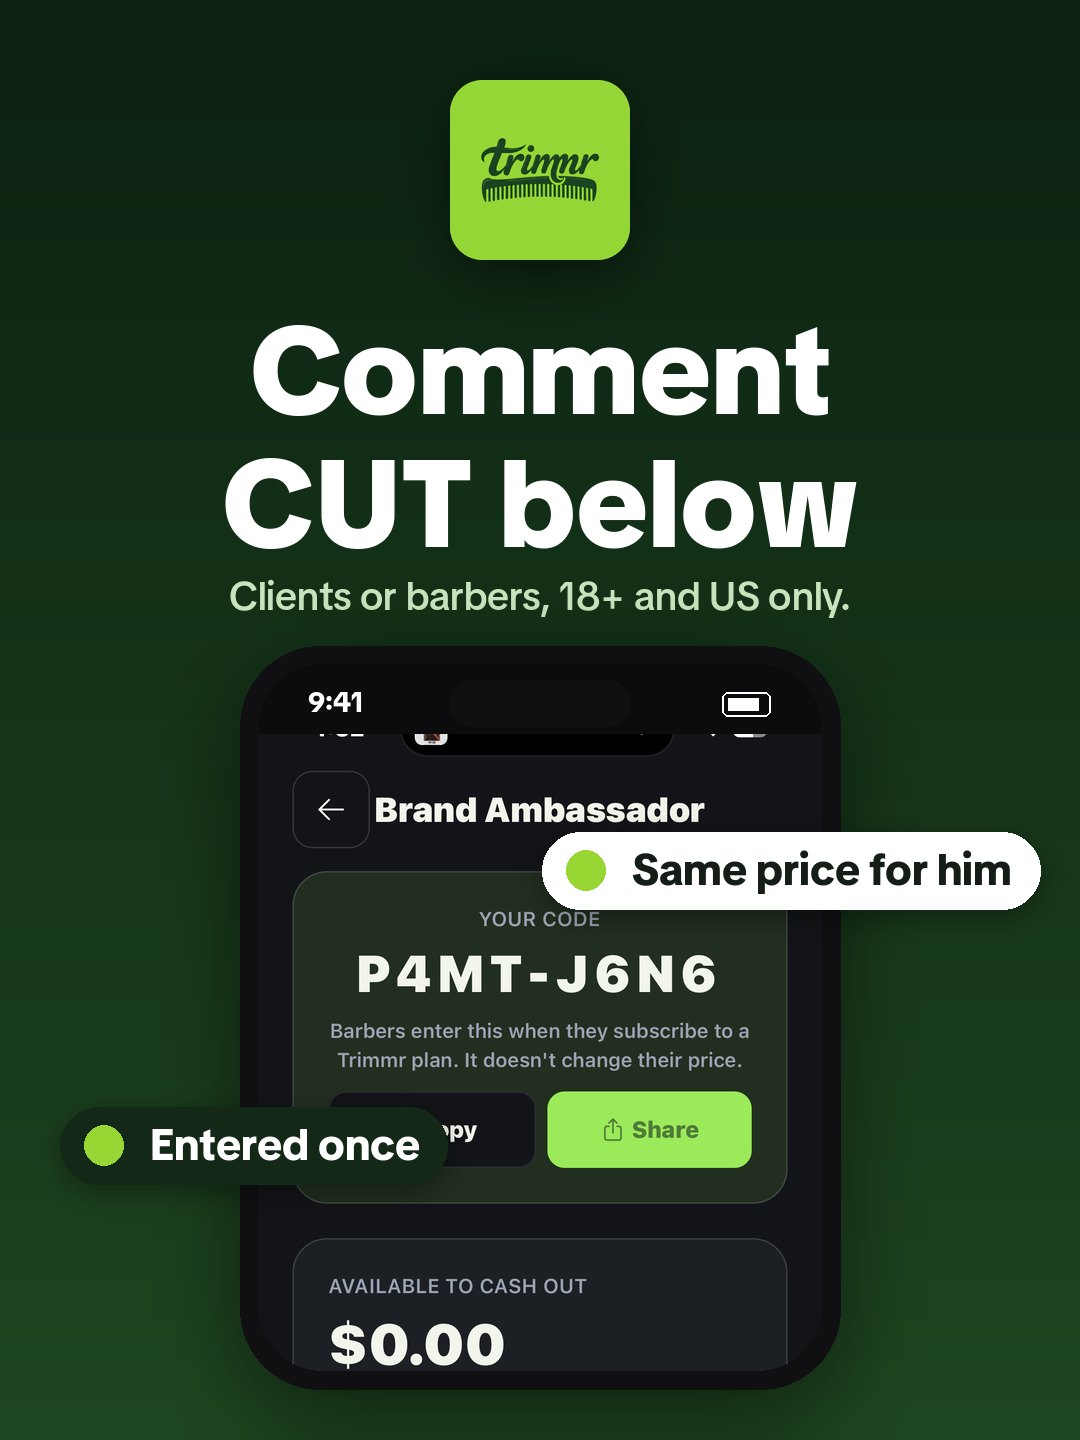 trimmr
Comment
CUT below
Clients or barbers, 18+ and US only.
9:41
Brand Ambassador
Same price for him
YOUR CODE
P4MT-J6N6
Barbers enter this when they subscribe to a
Trimmr plan. It doesn't change their price.
Entered once
opy
Share
AVAILABLE TO CASH OUT
$0.00